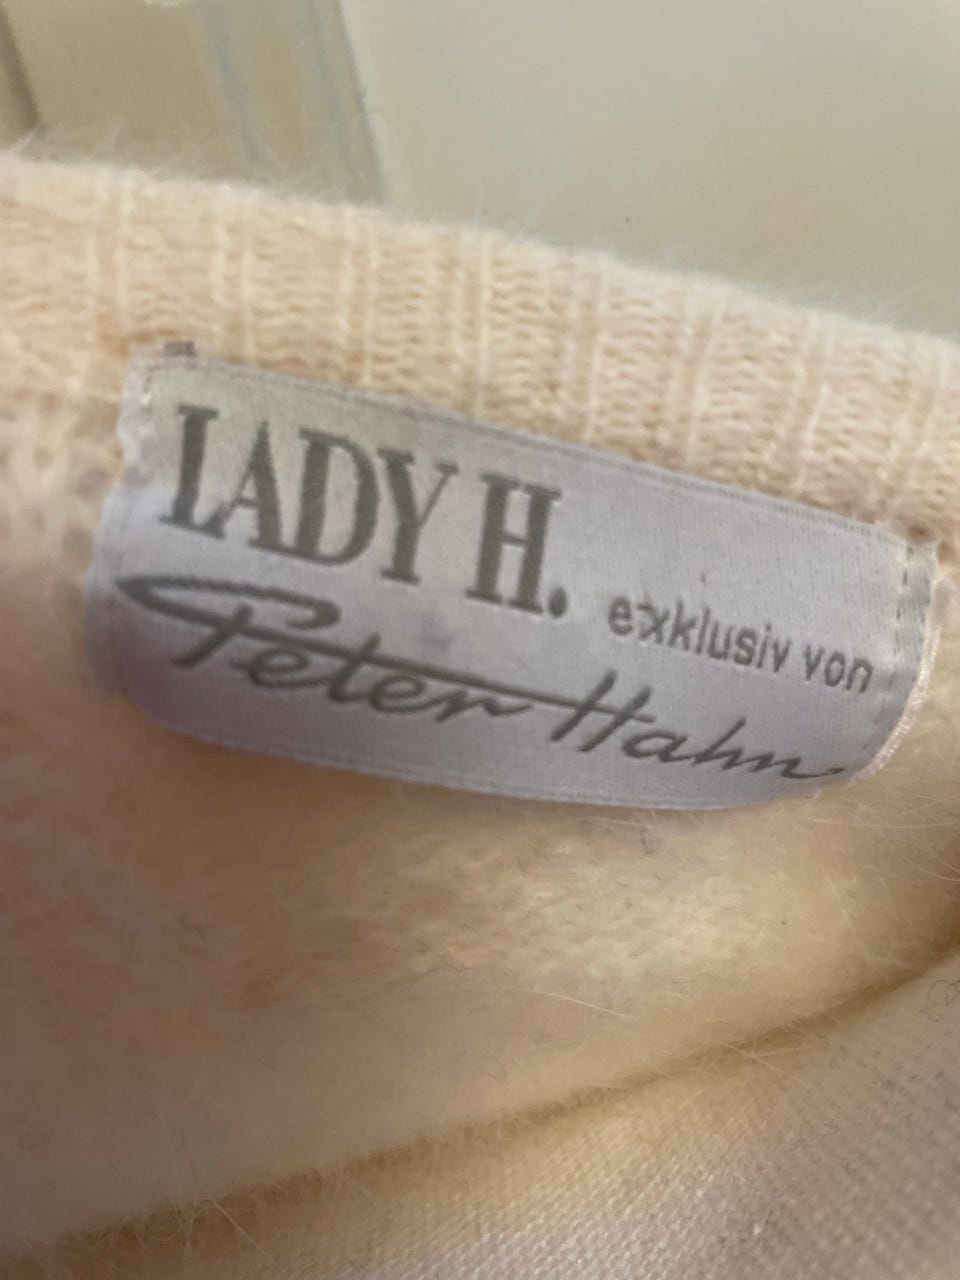 LADY H.
exklusiv von
Peter Hahn